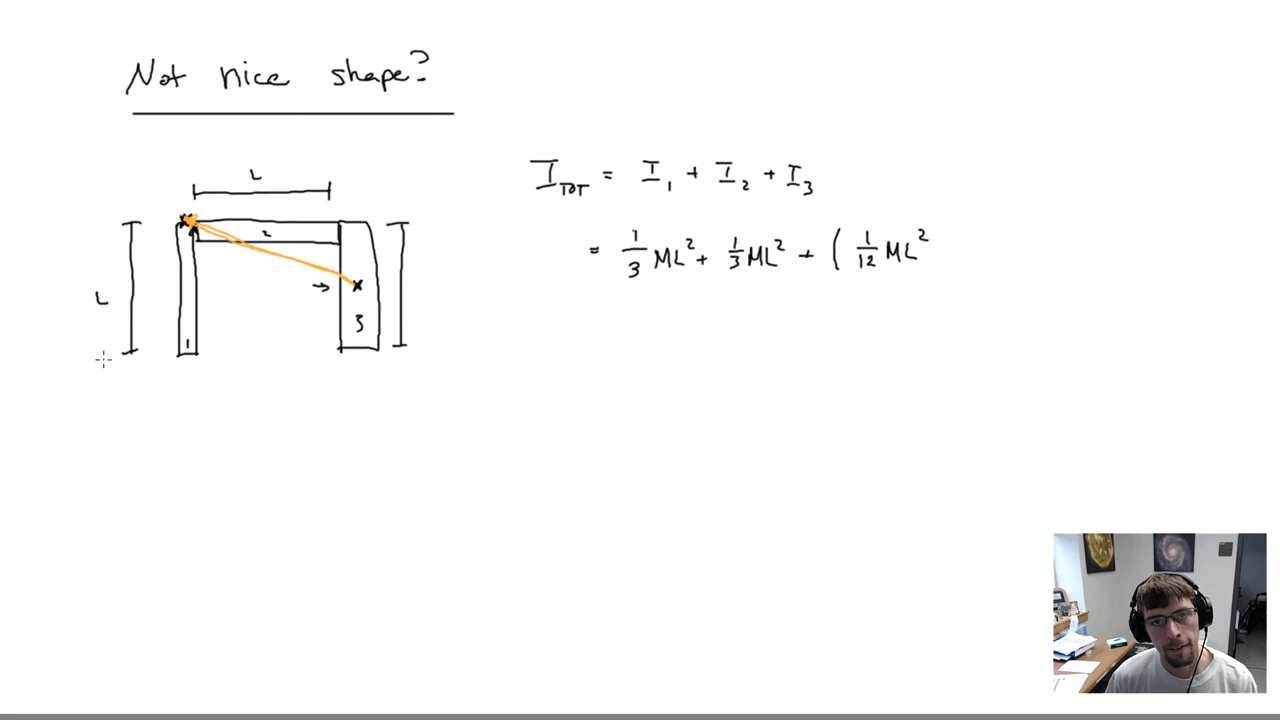 Not nice shape?
L
I_TOT = I_1 + I_2 + I_3
2
= 1/3 ML² + 1/3 ML² + ( 1/12 ML²
L
3
1